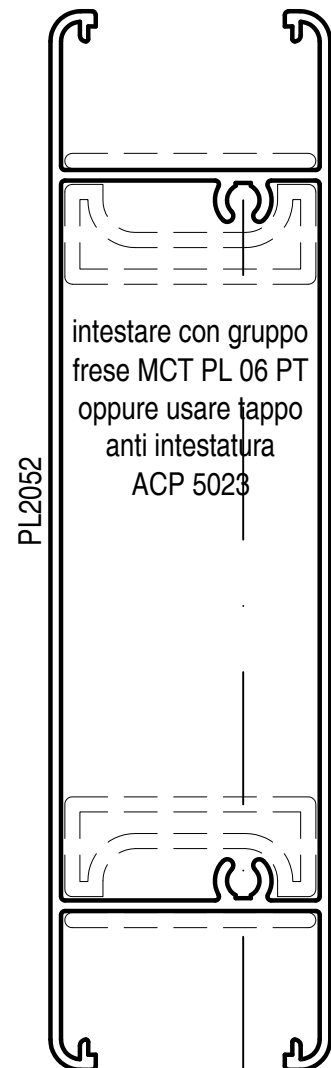 intestare con gruppo
frese MCT PL 06 PT
oppure usare tappo
anti intestatura
ACP 5023
PL2052